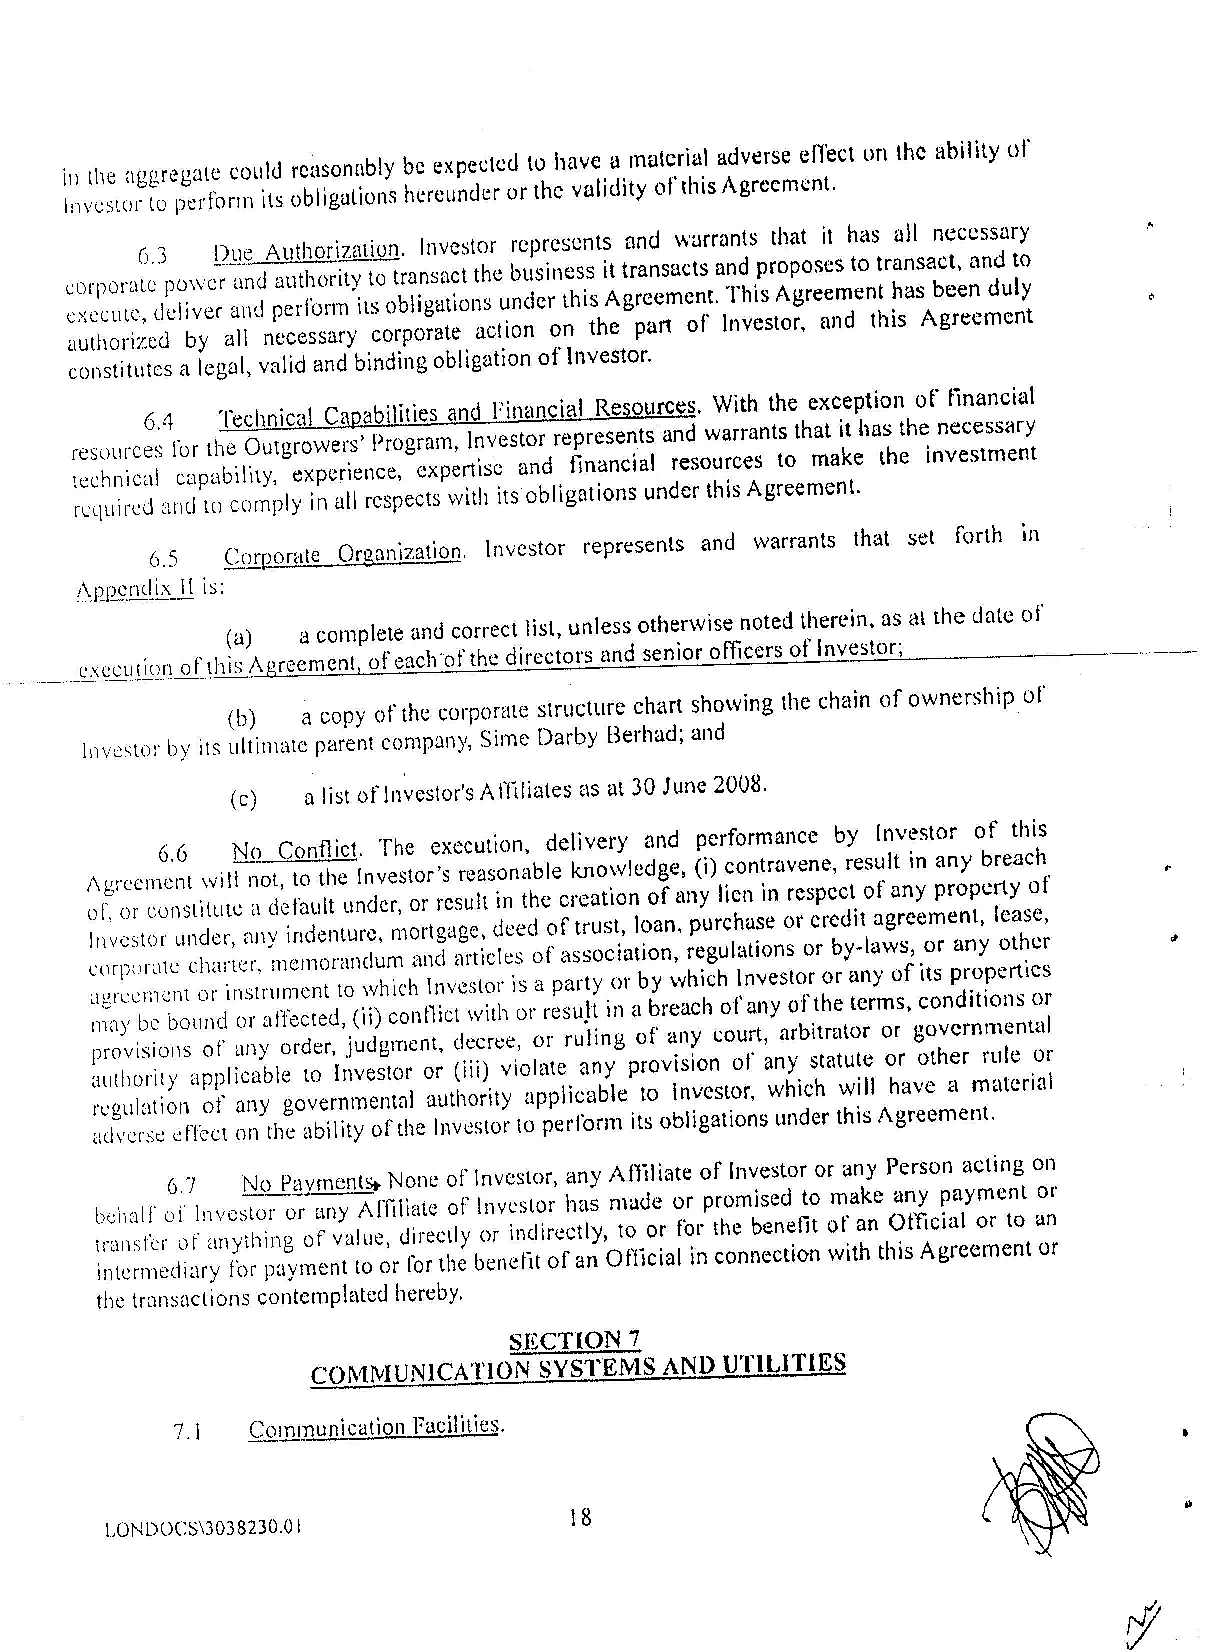 in the aggregate could reasonably be expected to have a material adverse effect on the ability of
Investor to perform its obligations hereunder or the validity of this Agreement.
6.3 Due Authorization. Investor represents and warrants that it has all necessary
corporate power and authority to transact the business it transacts and proposes to transact, and to
execute, deliver and perform its obligations under this Agreement. This Agreement has been duly
authorized by all necessary corporate action on the part of Investor, and this Agreement
constitutes a legal, valid and binding obligation of Investor.
6.4 Technical Capabilities and Financial Resources. With the exception of financial
resources for the Outgrowers' Program, Investor represents and warrants that it has the necessary
technical capability, experience, expertise and financial resources to make the investment
required and to comply in all respects with its obligations under this Agreement.
6.5 Corporate Organization. Investor represents and warrants that set forth in
Appendix II is:
(a) a complete and correct list, unless otherwise noted therein, as at the date of
execution of this Agreement, of each of the directors and senior officers of Investor;
(b) a copy of the corporate structure chart showing the chain of ownership of
Investor by its ultimate parent company, Sime Darby Berhad; and
(c) a list of Investor's Affiliates as at 30 June 2008.
6.6 No Conflict. The execution, delivery and performance by Investor of this
Agreement will not, to the Investor's reasonable knowledge, (i) contravene, result in any breach
of, or constitute a default under, or result in the creation of any lien in respect of any property of
Investor under, any indenture, mortgage, deed of trust, loan, purchase or credit agreement, lease,
corporate charter, memorandum and articles of association, regulations or by-laws, or any other
agreement or instrument to which Investor is a party or by which Investor or any of its properties
may be bound or affected, (ii) conflict with or result in a breach of any of the terms, conditions or
provisions of any order, judgment, decree, or ruling of any court, arbitrator or governmental
authority applicable to Investor or (iii) violate any provision of any statute or other rule or
regulation of any governmental authority applicable to Investor, which will have a material
adverse effect on the ability of the Investor to perform its obligations under this Agreement.
6.7 No Payments. None of Investor, any Affiliate of Investor or any Person acting on
behalf of Investor or any Affiliate of Investor has made or promised to make any payment or
transfer of anything of value, directly or indirectly, to or for the benefit of an Official or to an
intermediary for payment to or for the benefit of an Official in connection with this Agreement or
the transactions contemplated hereby.
SECTION 7
COMMUNICATION SYSTEMS AND UTILITIES
7.1 Communication Facilities.
LONDOCS\3038230.01
18